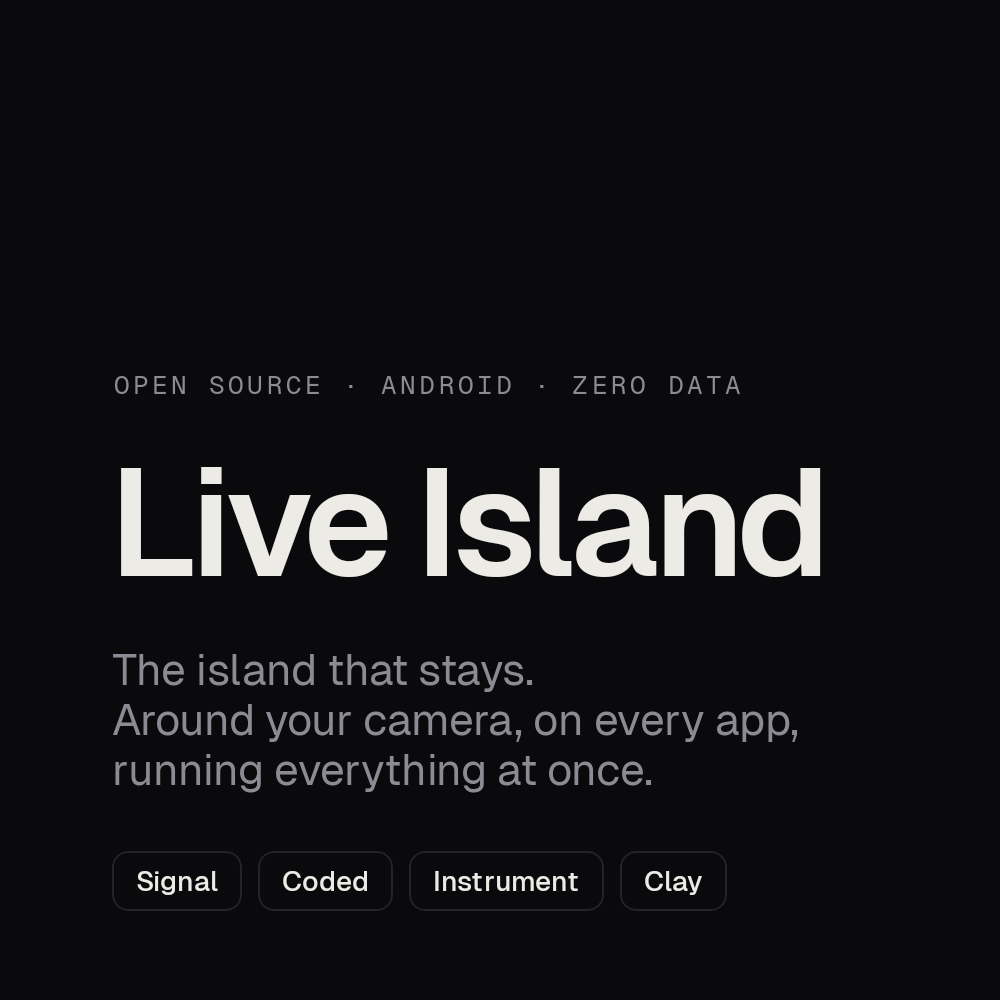 OPEN SOURCE · ANDROID · ZERO DATA
Live Island
The island that stays.
Around your camera, on every app,
running everything at once.
Signal Coded Instrument Clay